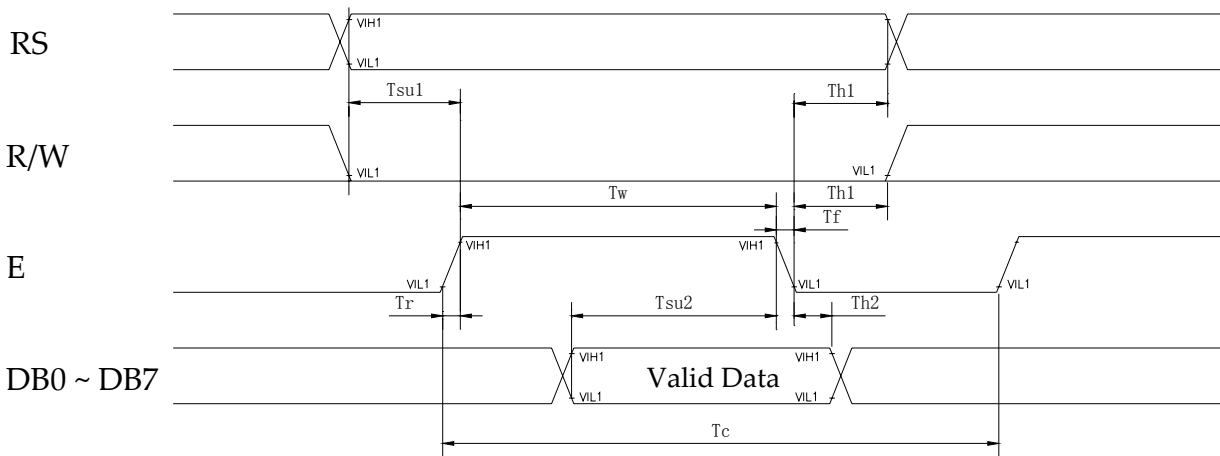 RS
VIH1
VIL1
Tsu1
Th1
R/W
VIL1
VIL1
Tw
Th1
Tf
E
VIH1
VIH1
VIL1
VIL1
VIL1
Tr
Tsu2
Th2
DB0 ~ DB7
VIH1
VIH1
Valid Data
VIL1
VIL1
Tc